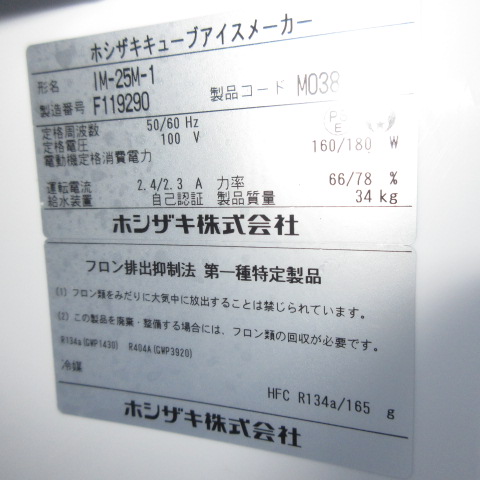 ホシザキキューブアイスメーカー
形名 IM-25M-1
製造番号 F119290 製品コード M038
定格周波数 50/60 Hz
定格電圧 100 V
電動機定格消費電力 160/180 W
PS
E
運転電流 2.4/2.3 A 力率 66/78 %
給水装置 自己認証 製品質量 34 kg
ホシザキ株式会社
フロン排出抑制法 第一種特定製品
(1) フロン類をみだりに大気中に放出することは禁じられています。
(2) この製品を廃棄・整備する場合には、フロン類の回収が必要です。
R134a(GWP1430) R404A(GWP3920)
冷媒 HFC R134a/165 g
ホシザキ株式会社